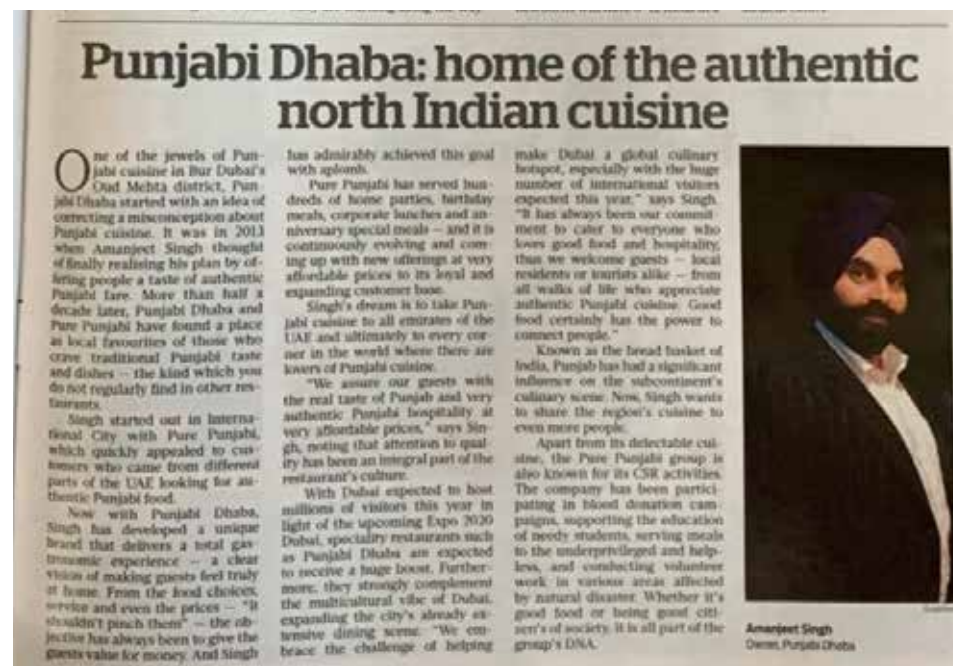 Punjabi Dhaba: home of the authentic
north Indian cuisine
One of the jewels of Pun-
jabi cuisine in Bur Dubai's
Oud Mehta district, Pun-
jabi Dhaba started with an idea of
correcting a misconception about
Punjabi cuisine. It was in 2013
when Amanjeet Singh thought
of finally realising his plan by of-
fering people a taste of authentic
Punjabi fare. More than half a
decade later, Punjabi Dhaba and
Pure Punjabi have found a place
as local favourites of those who
crave traditional Punjabi taste
and dishes — the kind which you
do not regularly find in other res-
taurants.
Singh started out in Interna-
tional City with Pure Punjabi,
which quickly appealed to cus-
tomers who came from different
parts of the UAE looking for au-
thentic Punjabi food.
Now with Punjabi Dhaba,
Singh has developed a unique
brand that delivers a total gas-
tronomic experience — a clear
vision of making guests feel truly
at home. From the food choices,
service and even the prices — "it
shouldn't pinch them" — the ob-
jective has always been to give the
guests value for money. And Singh
has admirably achieved this goal
with aplomb.
Pure Punjabi has served hun-
dreds of home parties, birthday
meals, corporate lunches and an-
niversary special meals — and it is
continuously evolving and com-
ing up with new offerings at very
affordable prices to its loyal and
expanding customer base.
Singh's dream is to take Pun-
jabi cuisine to all emirates of the
UAE and ultimately to every cor-
ner in the world where there are
lovers of Punjabi cuisine.
"We assure our guests with
the real taste of Punjab and very
authentic Punjabi hospitality at
very affordable prices," says Sin-
gh, noting that attention to qual-
ity has been an integral part of the
restaurant's culture.
With Dubai expected to host
millions of visitors this year in
light of the upcoming Expo 2020
Dubai, speciality restaurants such
as Punjabi Dhaba are expected
to receive a huge boost. Further-
more, they strongly complement
the multicultural vibe of Dubai,
expanding the city's already ex-
tensive dining scene. "We em-
brace the challenge of helping
make Dubai a global culinary
hotspot, especially with the huge
number of international visitors
expected this year," says Singh.
"It has always been our commit-
ment to cater to everyone who
loves good food and hospitality,
thus we welcome guests — local
residents or tourists alike — from
all walks of life who appreciate
authentic Punjabi cuisine. Good
food certainly has the power to
connect people."
Known as the bread basket of
India, Punjab has had a significant
influence on the subcontinent's
culinary scene. Now, Singh wants
to share the region's cuisine to
even more people.
Apart from its delectable cui-
sine, the Pure Punjabi group is
also known for its CSR activities.
The company has been partici-
pating in blood donation cam-
paigns, supporting the education
of needy students, serving meals
to the underprivileged and help-
less, and conducting volunteer
work in various areas affected
by natural disaster. Whether it's
good food or being good citi-
zen's of society, it is all part of the
group's DNA.
Amanjeet Singh
Owner, Punjabi Dhaba